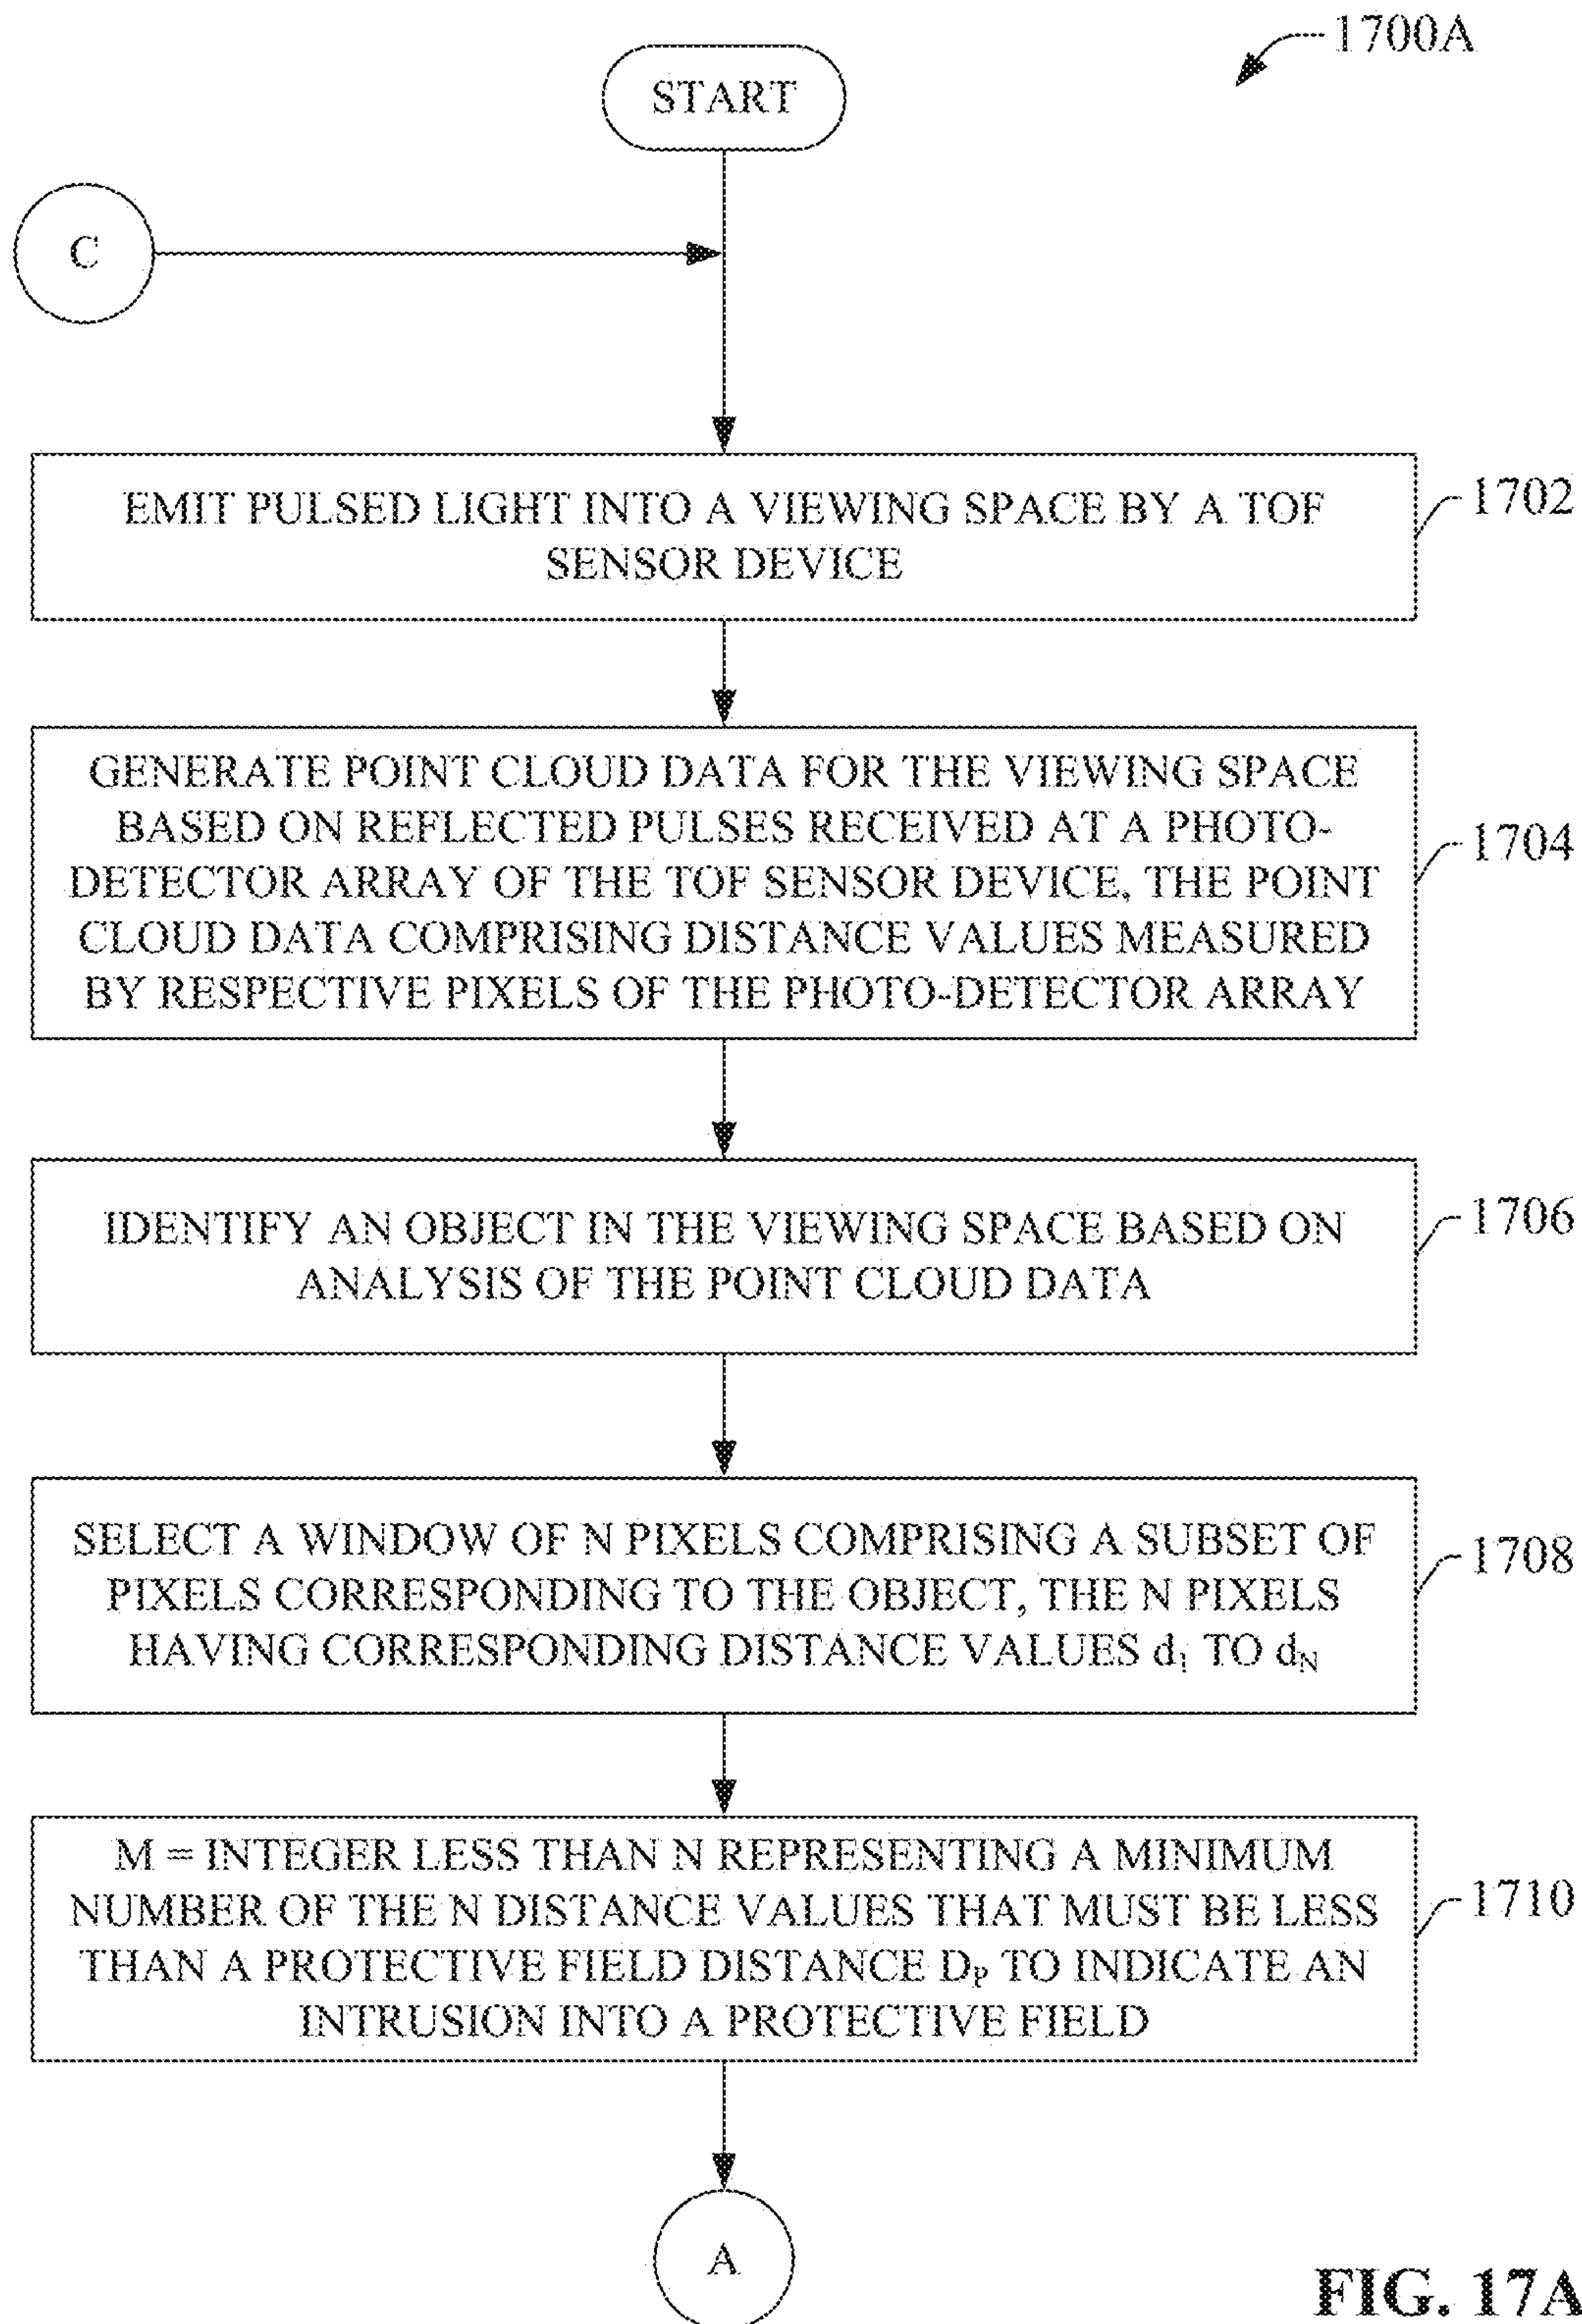 1700A
START
C
EMIT PULSED LIGHT INTO A VIEWING SPACE BY A TOF
SENSOR DEVICE
1702
GENERATE POINT CLOUD DATA FOR THE VIEWING SPACE
BASED ON REFLECTED PULSES RECEIVED AT A PHOTO-
DETECTOR ARRAY OF THE TOF SENSOR DEVICE, THE POINT
CLOUD DATA COMPRISING DISTANCE VALUES MEASURED
BY RESPECTIVE PIXELS OF THE PHOTO-DETECTOR ARRAY
1704
IDENTIFY AN OBJECT IN THE VIEWING SPACE BASED ON
ANALYSIS OF THE POINT CLOUD DATA
1706
SELECT A WINDOW OF N PIXELS COMPRISING A SUBSET OF
PIXELS CORRESPONDING TO THE OBJECT, THE N PIXELS
HAVING CORRESPONDING DISTANCE VALUES d₁ TO d_N
1708
M = INTEGER LESS THAN N REPRESENTING A MINIMUM
NUMBER OF THE N DISTANCE VALUES THAT MUST BE LESS
THAN A PROTECTIVE FIELD DISTANCE D_P TO INDICATE AN
INTRUSION INTO A PROTECTIVE FIELD
1710
A
FIG. 17A